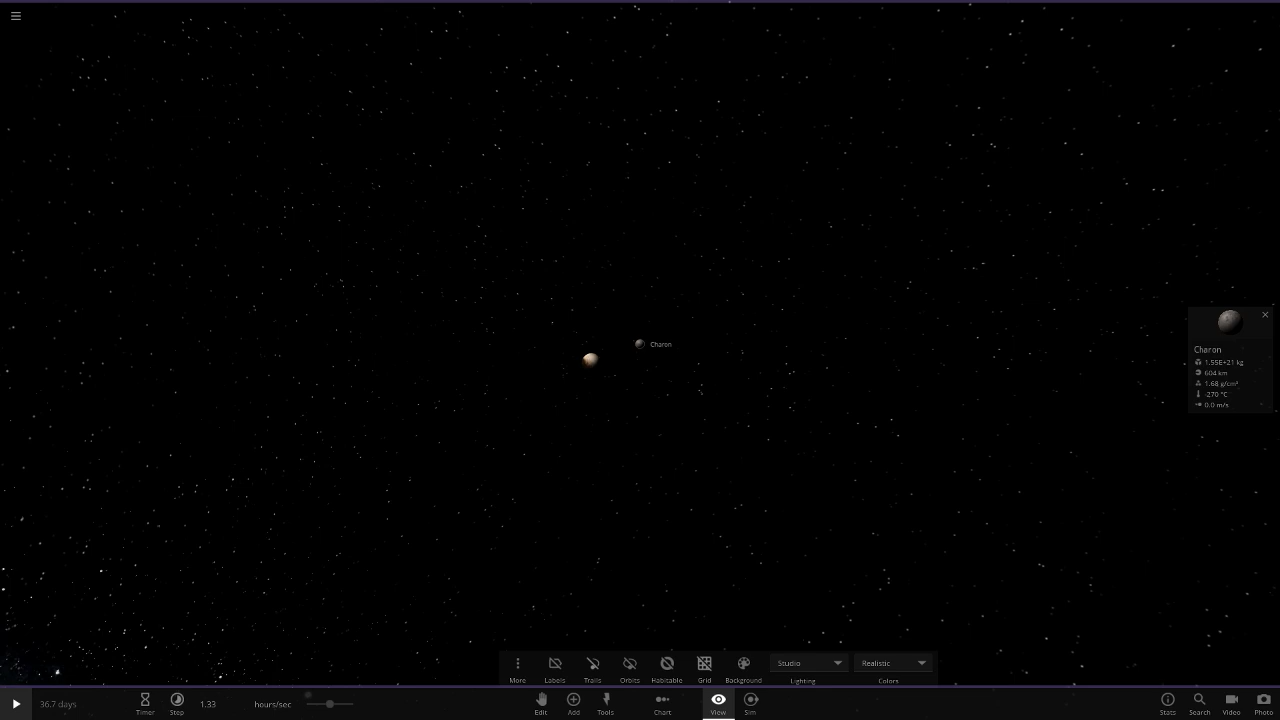 Charon
Charon
1.55E+21 kg
604 km
1.68 g/cm³
-270 °C
0.0 m/s
Studio
Realistic
More
Labels
Trails
Orbits
Habitable
Grid
Background
Lighting
Colors
36.7 days
Timer
Step
1.33
hours/sec
Edit
Add
Tools
Chart
View
Sim
Stats
Search
Video
Photo